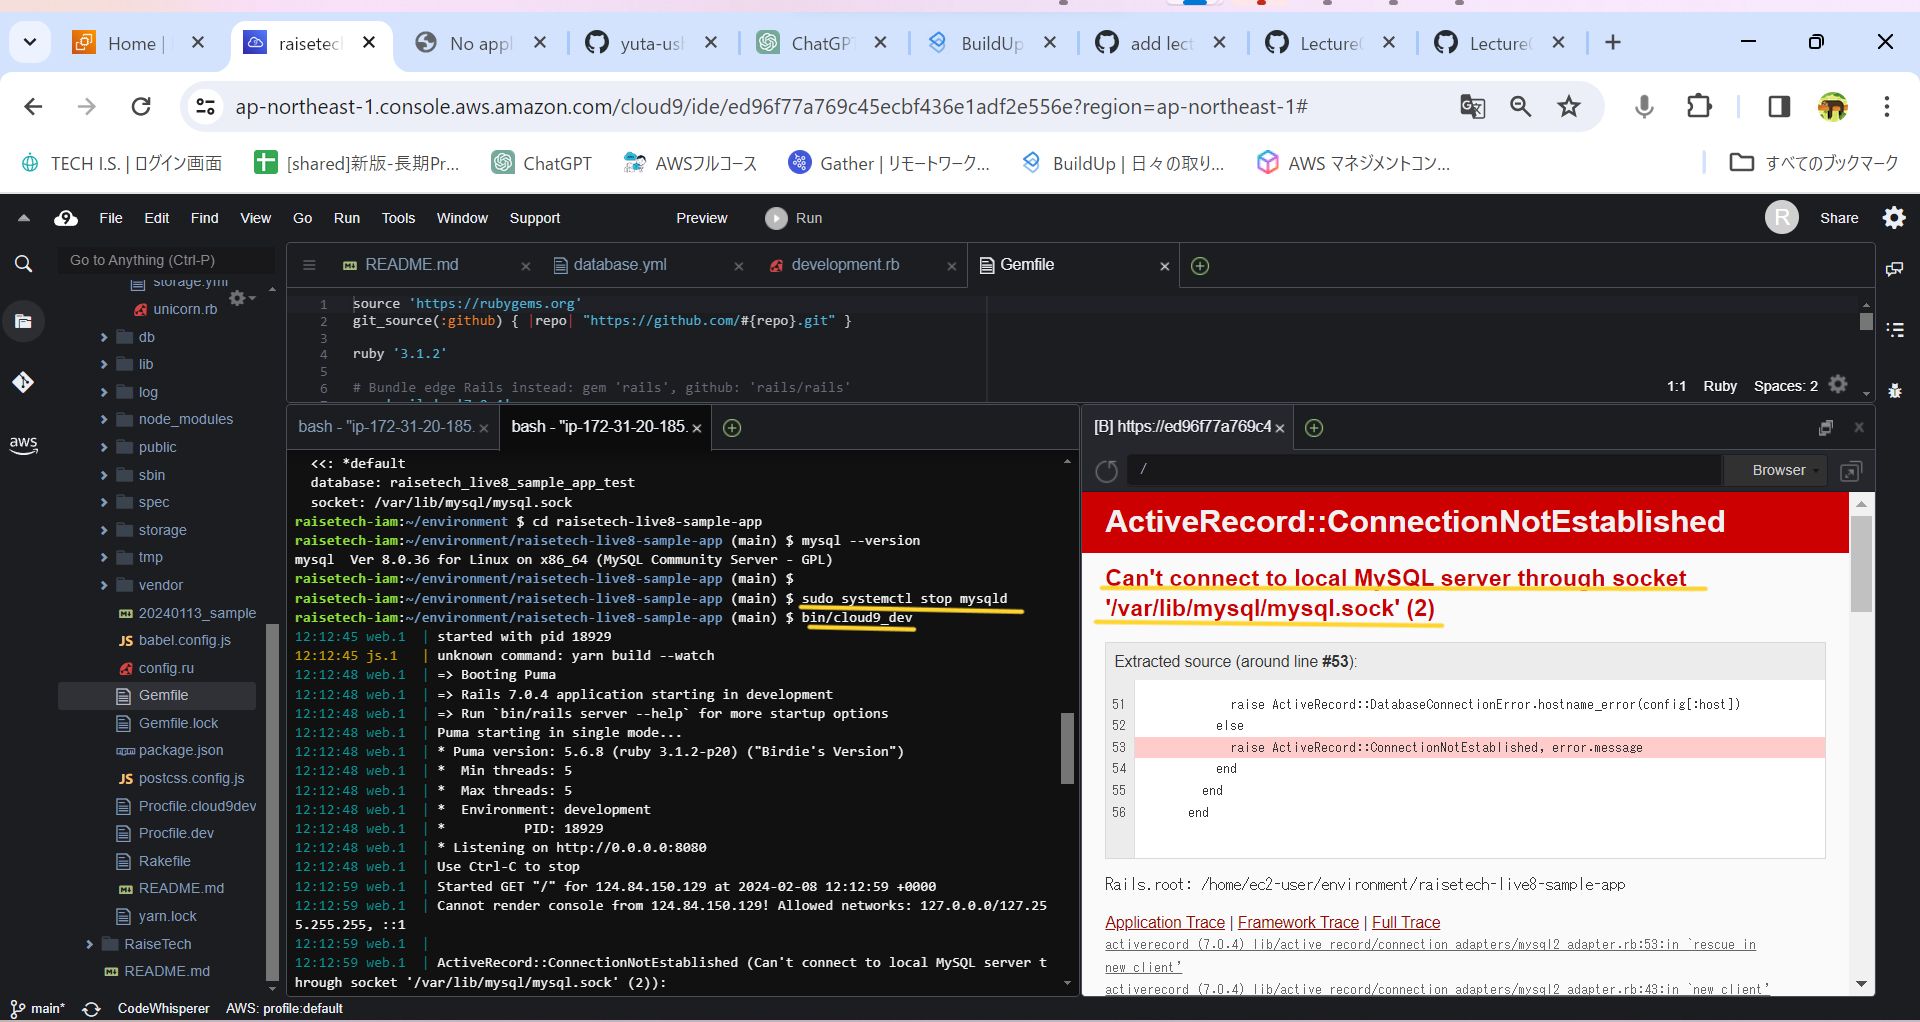 Home |
raisetech
No appl
yuta-us
ChatGP
BuildUp
add lect
Lecture
Lecture
ap-northeast-1.console.aws.amazon.com/cloud9/ide/ed96f77a769c45ecbf436e1adf2e556e?region=ap-northeast-1#
TECH I.S. | ログイン画面
[shared]新版-長期Pr...
ChatGPT
AWSフルコース
Gather | リモートワーク...
BuildUp | 日々の取り...
AWS マネジメントコン...
すべてのブックマーク
9 File Edit Find View Go Run Tools Window Support Preview Run R Share
Go to Anything (Ctrl-P)
storage.yml
unicorn.rb
db
lib
log
node_modules
public
sbin
spec
storage
tmp
vendor
20240113_sample
babel.config.js
config.ru
Gemfile
Gemfile.lock
package.json
postcss.config.js
Procfile.cloud9dev
Procfile.dev
Rakefile
README.md
yarn.lock
RaiseTech
README.md
aws
README.md database.yml development.rb Gemfile
1 source 'https://rubygems.org'
2 git_source(:github) { |repo| "https://github.com/#{repo}.git" }
3
4 ruby '3.1.2'
5
6 # Bundle edge Rails instead: gem 'rails', github: 'rails/rails'
1:1 Ruby Spaces: 2
bash - "ip-172-31-20-185. bash - "ip-172-31-20-185.
<<: *default
database: raisetech_live8_sample_app_test
socket: /var/lib/mysql/mysql.sock
raisetech-iam:~/environment $ cd raisetech-live8-sample-app
raisetech-iam:~/environment/raisetech-live8-sample-app (main) $ mysql --version
mysql  Ver 8.0.36 for Linux on x86_64 (MySQL Community Server - GPL)
raisetech-iam:~/environment/raisetech-live8-sample-app (main) $
raisetech-iam:~/environment/raisetech-live8-sample-app (main) $ sudo systemctl stop mysqld
raisetech-iam:~/environment/raisetech-live8-sample-app (main) $ bin/cloud9_dev
12:12:45 web.1  | started with pid 18929
12:12:45 js.1   | unknown command: yarn build --watch
12:12:48 web.1  | => Booting Puma
12:12:48 web.1  | => Rails 7.0.4 application starting in development
12:12:48 web.1  | => Run `bin/rails server --help` for more startup options
12:12:48 web.1  | Puma starting in single mode...
12:12:48 web.1  | * Puma version: 5.6.8 (ruby 3.1.2-p20) ("Birdie's Version")
12:12:48 web.1  | *  Min threads: 5
12:12:48 web.1  | *  Max threads: 5
12:12:48 web.1  | *  Environment: development
12:12:48 web.1  | *          PID: 18929
12:12:48 web.1  | * Listening on http://0.0.0.0:8080
12:12:48 web.1  | Use Ctrl-C to stop
12:12:59 web.1  | Started GET "/" for 124.84.150.129 at 2024-02-08 12:12:59 +0000
12:12:59 web.1  | Cannot render console from 124.84.150.129! Allowed networks: 127.0.0.0/127.25
5.255.255, ::1
12:12:59 web.1  |
12:12:59 web.1  | ActiveRecord::ConnectionNotEstablished (Can't connect to local MySQL server t
hrough socket '/var/lib/mysql/mysql.sock' (2)):
[B] https://ed96f77a769c4
/ Browser
ActiveRecord::ConnectionNotEstablished
Can't connect to local MySQL server through socket
'/var/lib/mysql/mysql.sock' (2)
Extracted source (around line #53):
51 raise ActiveRecord::DatabaseConnectionError.hostname_error(config[:host])
52 else
53 raise ActiveRecord::ConnectionNotEstablished, error.message
54 end
55 end
56 end
Rails.root: /home/ec2-user/environment/raisetech-live8-sample-app
Application Trace | Framework Trace | Full Trace
activerecord (7.0.4) lib/active_record/connection_adapters/mysql2_adapter.rb:53:in `rescue in
new_client'
activerecord (7.0.4) lib/active_record/connection_adapters/mysql2_adapter.rb:43:in `new_client'
main* CodeWhisperer AWS: profile:default